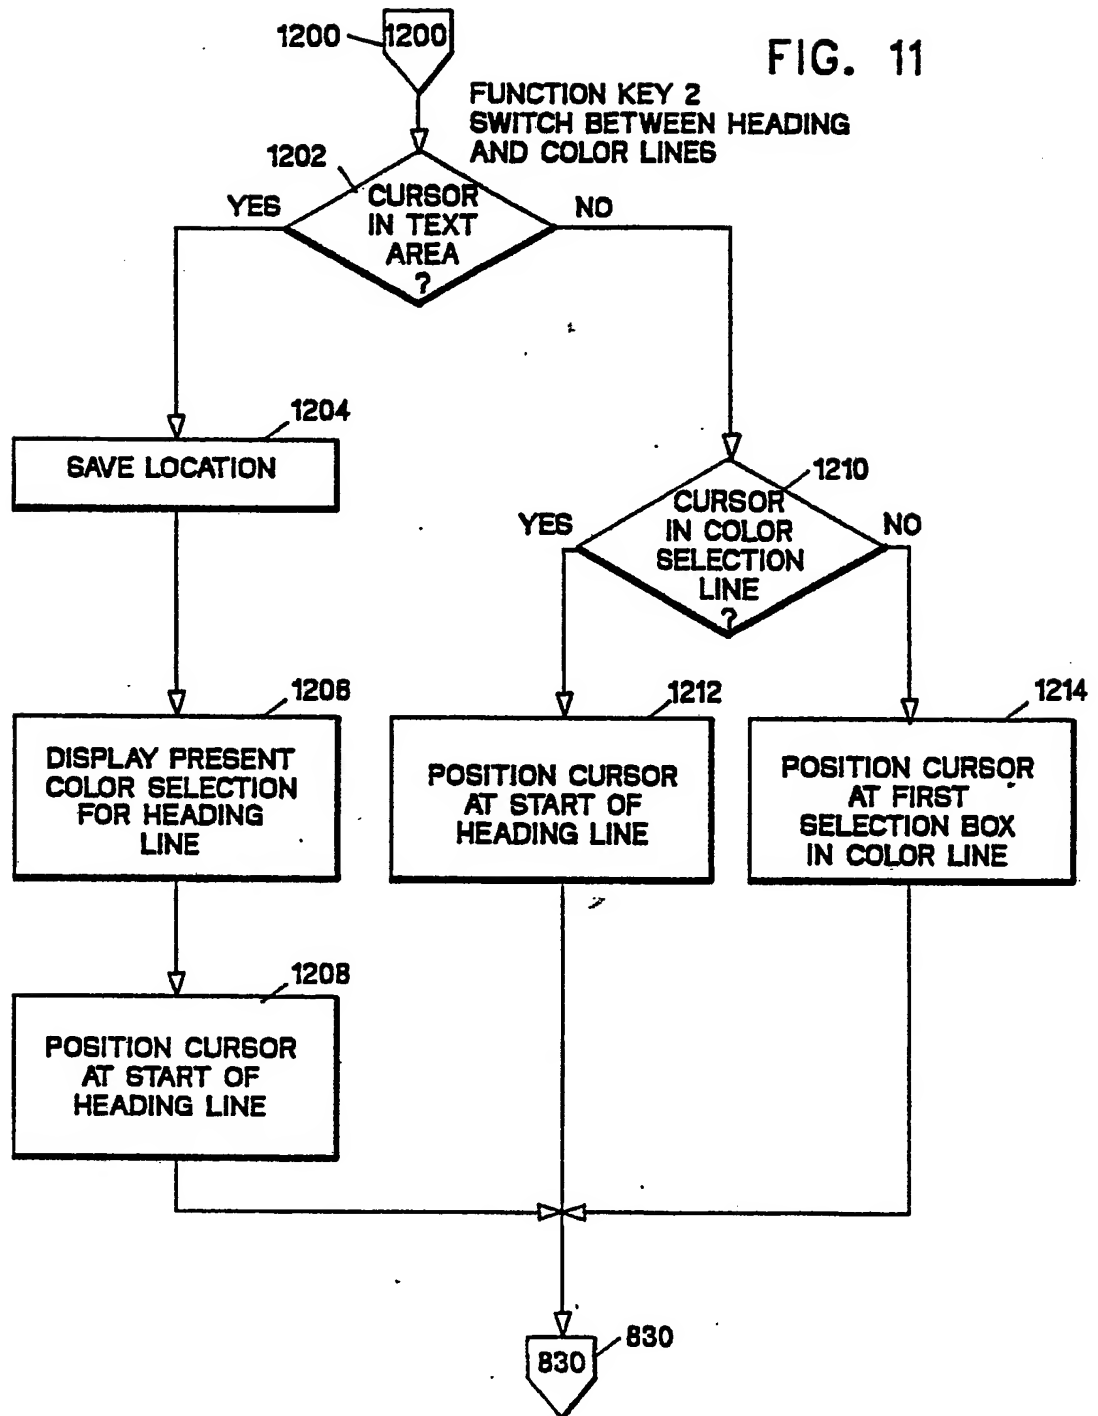 1200
1200
FIG. 11
FUNCTION KEY 2
SWITCH BETWEEN HEADING
AND COLOR LINES
1202
YES
CURSOR
IN TEXT
AREA
?
NO
1204
SAVE LOCATION
1210
YES
CURSOR
IN COLOR
SELECTION
LINE
?
NO
1208
DISPLAY PRESENT
COLOR SELECTION
FOR HEADING
LINE
1212
POSITION CURSOR
AT START OF
HEADING LINE
1214
POSITION CURSOR
AT FIRST
SELECTION BOX
IN COLOR LINE
1208
POSITION CURSOR
AT START OF
HEADING LINE
830
830